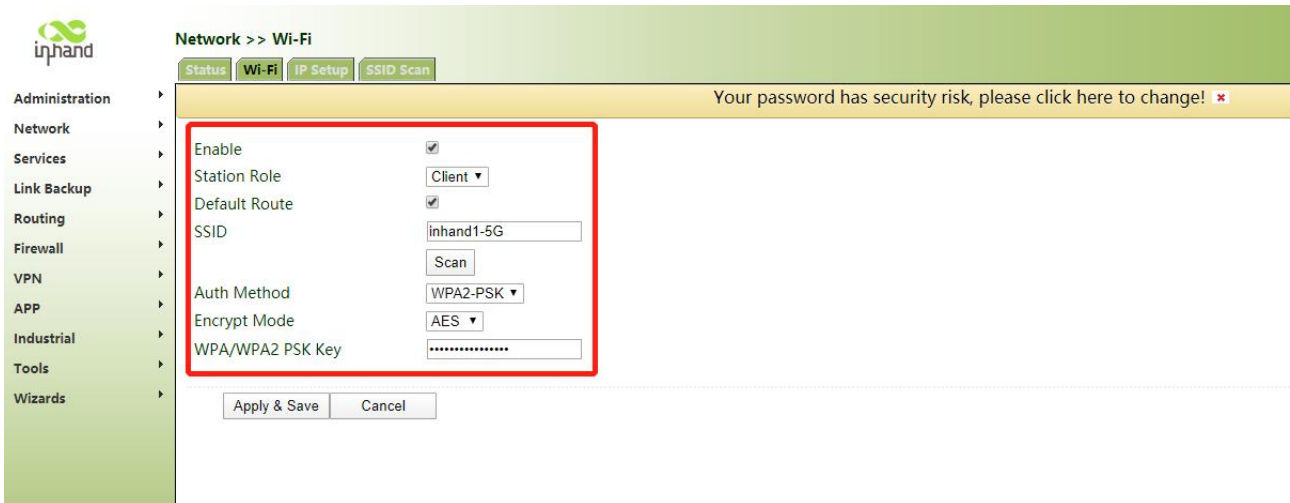 inhand
Network >> Wi-Fi
Status Wi-Fi IP Setup SSID Scan
Your password has security risk, please click here to change!
Administration
Network
Services
Link Backup
Routing
Firewall
VPN
APP
Industrial
Tools
Wizards
Enable
Station Role Client
Default Route
SSID inhand1-5G
Scan
Auth Method WPA2-PSK
Encrypt Mode AES
WPA/WPA2 PSK Key ••••••••••••••••
Apply & Save Cancel